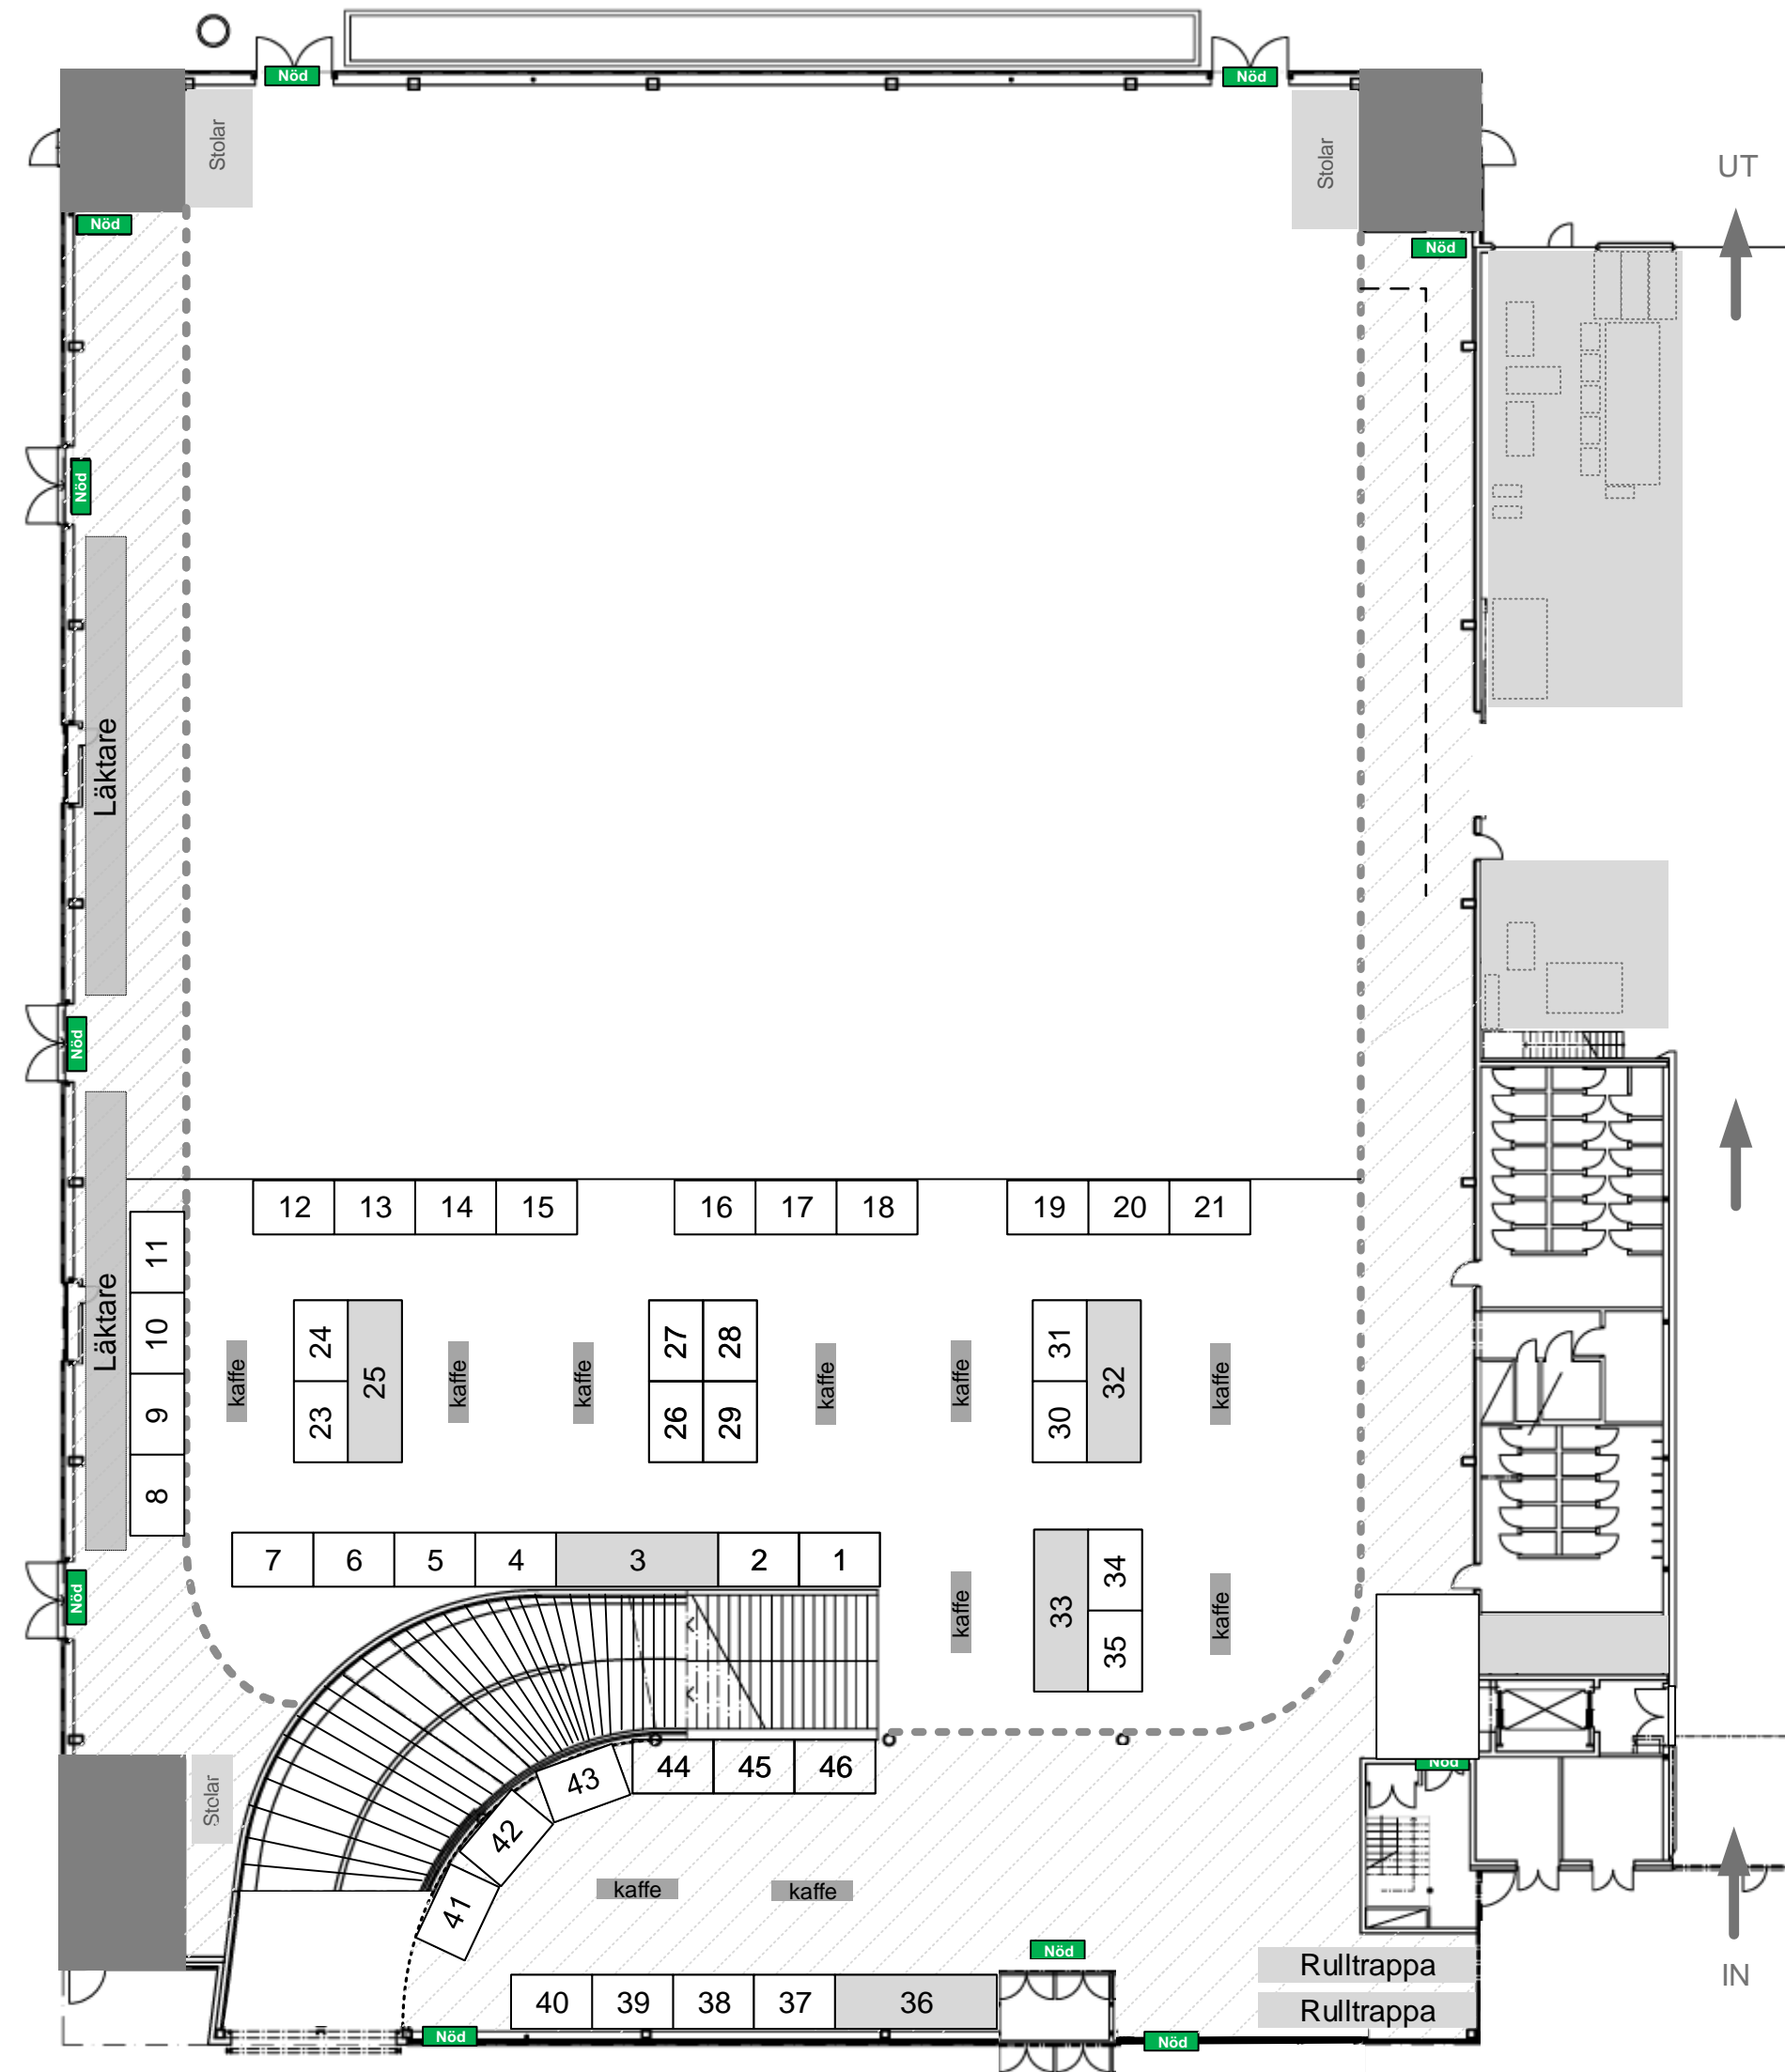 Nöd
Nöd
Stolar
Stolar
UT
Nöd
Nöd
Nöd
Läktare
Nöd
12
13
14
15
16
17
18
19
20
21
11
10
9
8
Läktare
24
23
25
27
28
26
29
31
30
32
kaffe
kaffe
kaffe
kaffe
kaffe
kaffe
7
6
5
4
3
2
1
Nöd
kaffe
33
34
35
kaffe
44
45
46
43
42
41
Stolar
Nöd
kaffe
kaffe
Nöd
Rulltrappa
Rulltrappa
IN
40
39
38
37
36
Nöd
Nöd